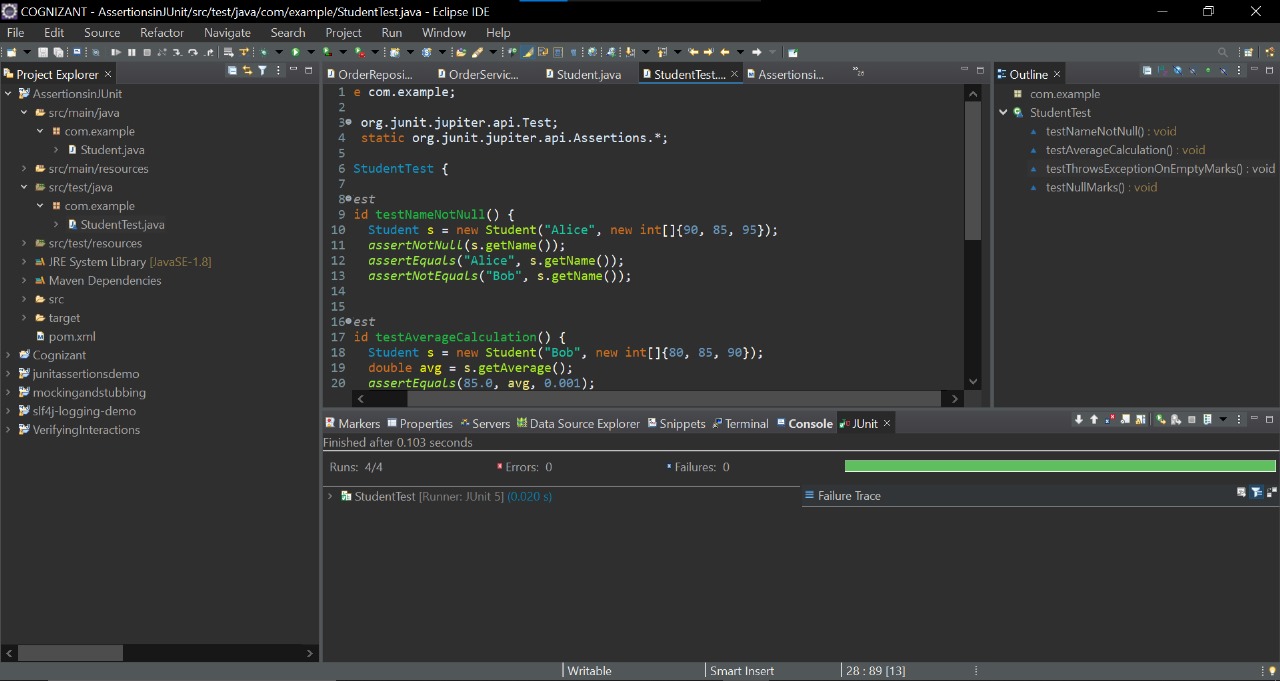 COGNIZANT - AssertionsinJUnit/src/test/java/com/example/StudentTest.java - Eclipse IDE
File Edit Source Refactor Navigate Search Project Run Window Help
Project Explorer
AssertionsinJUnit
src/main/java
com.example
Student.java
src/main/resources
src/test/java
com.example
StudentTest.java
src/test/resources
JRE System Library [JavaSE-1.8]
Maven Dependencies
src
target
pom.xml
Cognizant
junitassertionsdemo
mockingandstubbing
slf4j-logging-demo
VerifyingInteractions
OrderReposi... OrderServic... Student.java StudentTest.... Assertionsi... »26
1 e com.example;
2
3 org.junit.jupiter.api.Test;
4 static org.junit.jupiter.api.Assertions.*;
5
6 StudentTest {
7
8 est
9 id testNameNotNull() {
10 Student s = new Student("Alice", new int[]{90, 85, 95});
11 assertNotNull(s.getName());
12 assertEquals("Alice", s.getName());
13 assertNotEquals("Bob", s.getName());
14
15
16 est
17 id testAverageCalculation() {
18 Student s = new Student("Bob", new int[]{80, 85, 90});
19 double avg = s.getAverage();
20 assertEquals(85.0, avg, 0.001);
Outline
com.example
StudentTest
testNameNotNull() : void
testAverageCalculation() : void
testThrowsExceptionOnEmptyMarks() : void
testNullMarks() : void
Markers Properties Servers Data Source Explorer Snippets Terminal Console JUnit
Finished after 0.103 seconds
Runs: 4/4 Errors: 0 Failures: 0
StudentTest [Runner: JUnit 5] (0.020 s)
Failure Trace
Writable Smart Insert 28 : 89 [13]